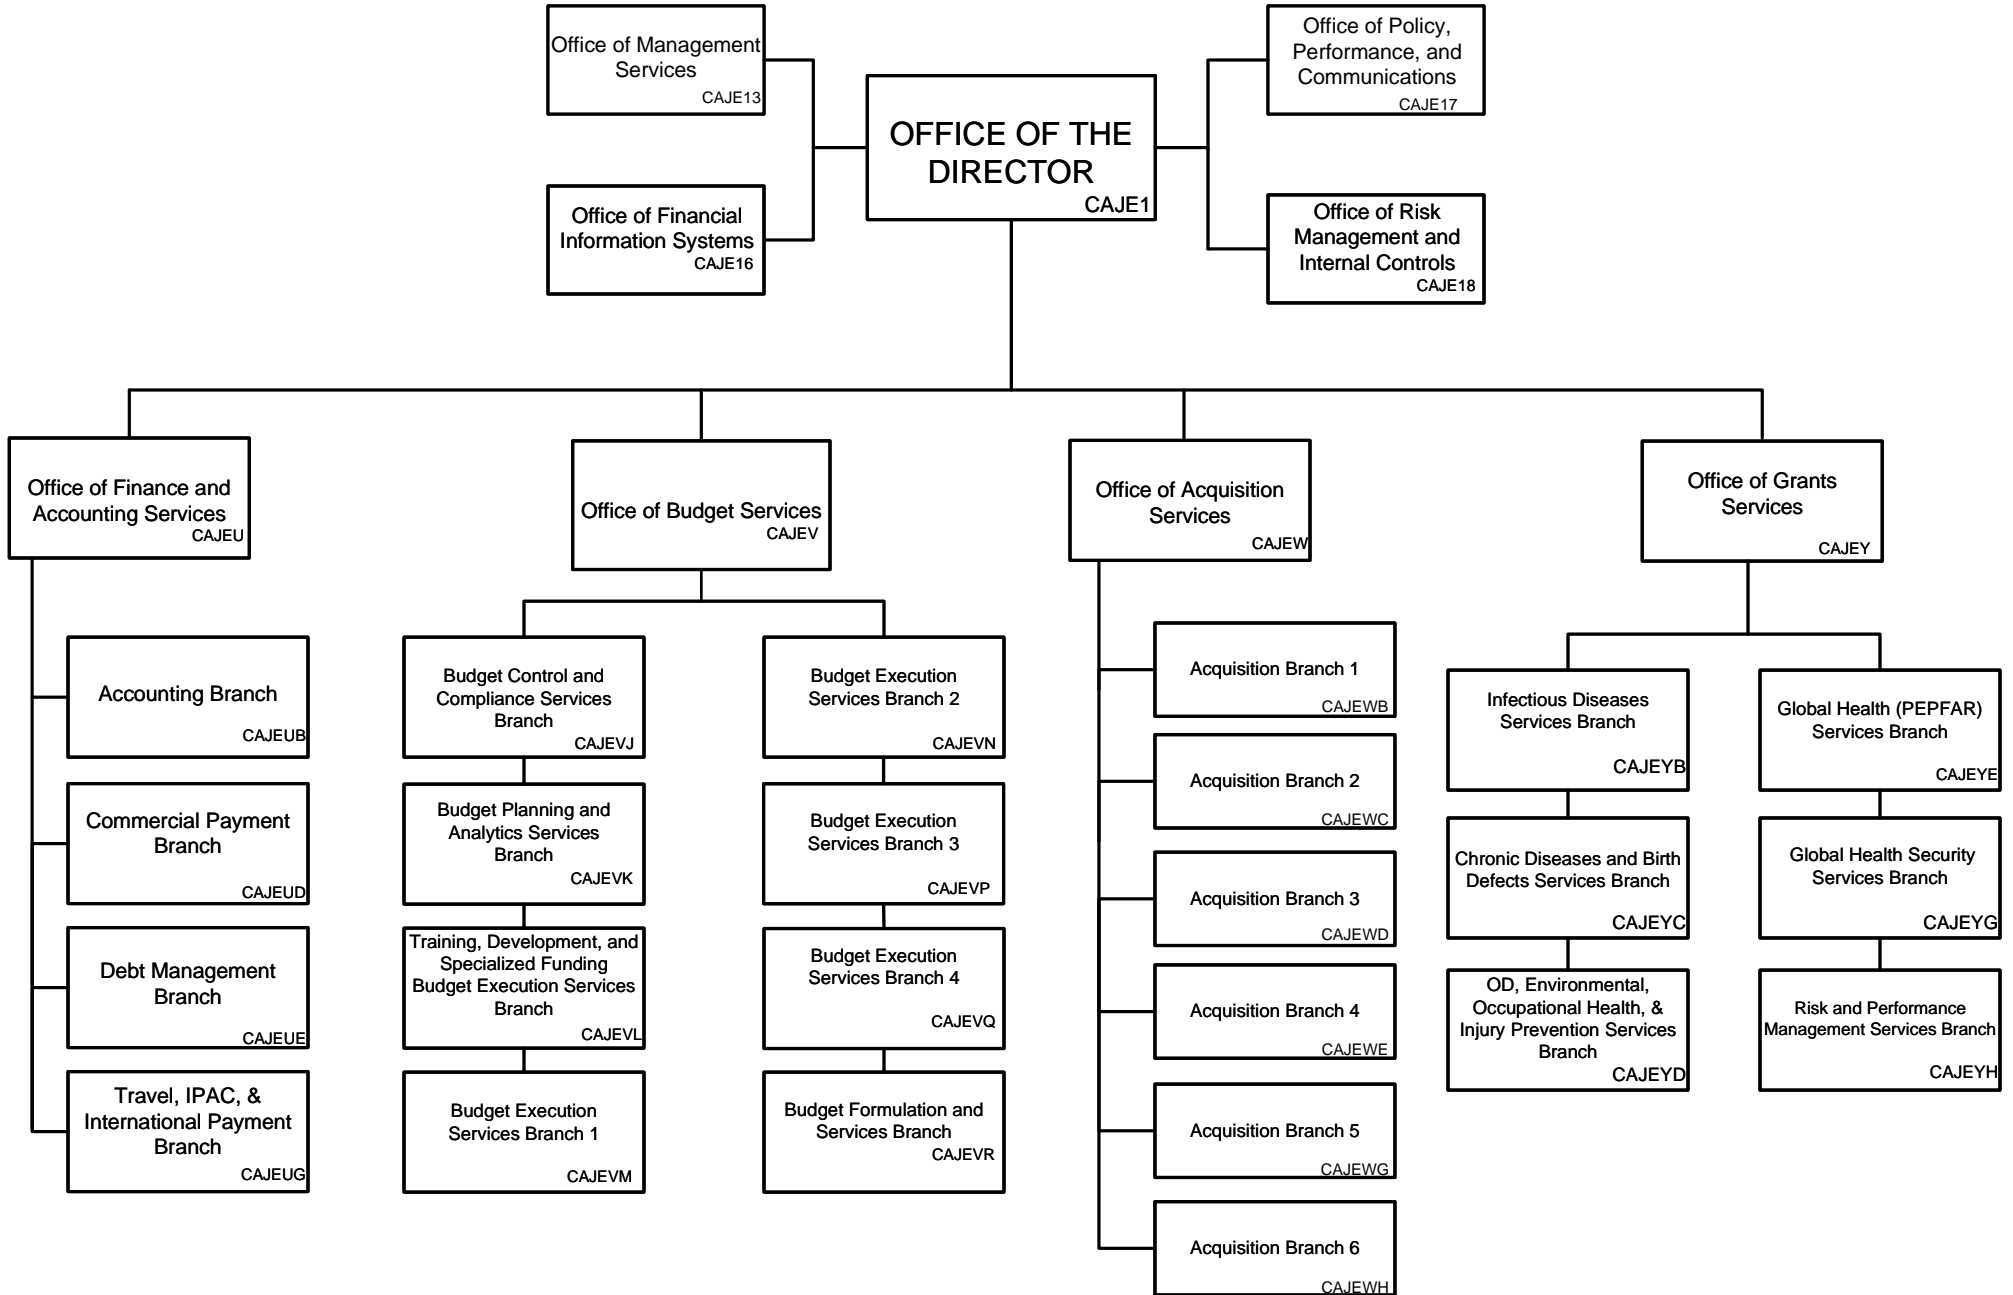 Office of Management
Services
CAJE13
Office of Policy,
Performance, and
Communications
CAJE17
OFFICE OF THE
DIRECTOR
CAJE1
Office of Financial
Information Systems
CAJE16
Office of Risk
Management and
Internal Controls
CAJE18
Office of Finance and
Accounting Services
CAJEU
Office of Budget Services
CAJEV
Office of Acquisition
Services
CAJEW
Office of Grants
Services
CAJEY
Accounting Branch
CAJEUB
Commercial Payment
Branch
CAJEUD
Debt Management
Branch
CAJEUE
Travel, IPAC, &
International Payment
Branch
CAJEUG
Budget Control and
Compliance Services
Branch
CAJEVJ
Budget Planning and
Analytics Services
Branch
CAJEVK
Training, Development, and
Specialized Funding
Budget Execution Services
Branch
CAJEVL
Budget Execution
Services Branch 1
CAJEVM
Budget Execution
Services Branch 2
CAJEVN
Budget Execution
Services Branch 3
CAJEVP
Budget Execution
Services Branch 4
CAJEVQ
Budget Formulation and
Services Branch
CAJEVR
Acquisition Branch 1
CAJEWB
Acquisition Branch 2
CAJEWC
Acquisition Branch 3
CAJEWD
Acquisition Branch 4
CAJEWE
Acquisition Branch 5
CAJEWG
Acquisition Branch 6
CAJEWH
Infectious Diseases
Services Branch
CAJEYB
Chronic Diseases and Birth
Defects Services Branch
CAJEYC
OD, Environmental,
Occupational Health, &
Injury Prevention Services
Branch
CAJEYD
Global Health (PEPFAR)
Services Branch
CAJEYE
Global Health Security
Services Branch
CAJEYG
Risk and Performance
Management Services Branch
CAJEYH